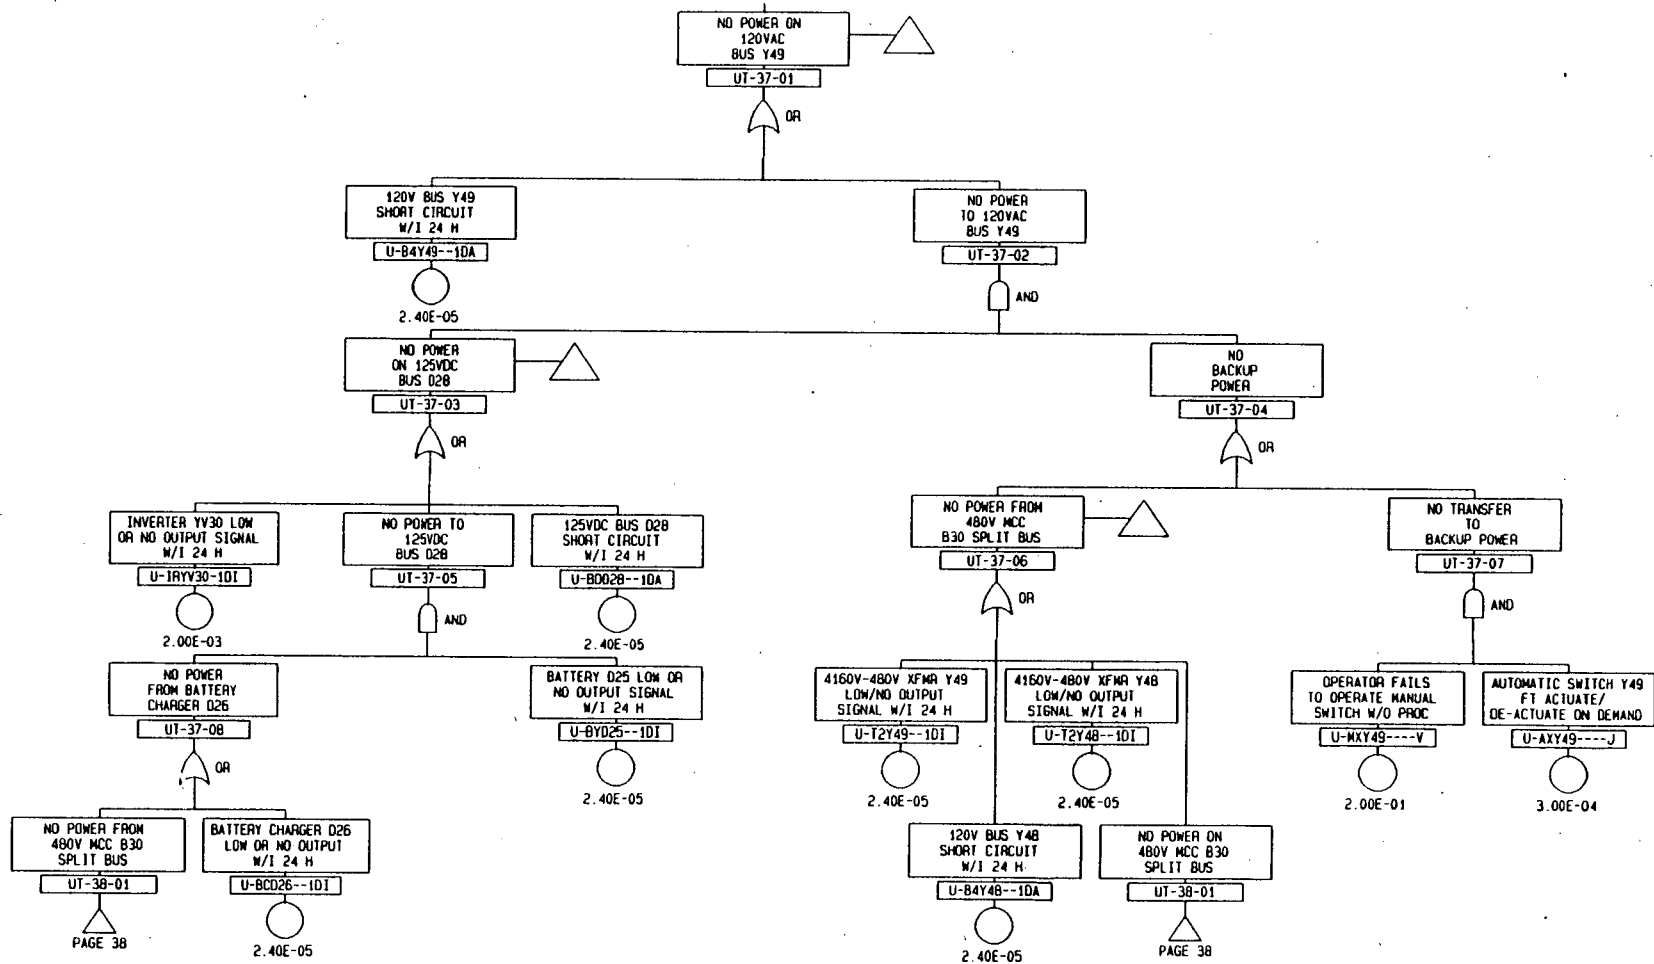 NO POWER ON
120VAC
BUS Y49
UT-37-01
OR
120V BUS Y49
SHORT CIRCUIT
W/I 24 H
U-B4Y49--1DA
2.40E-05
NO POWER
TO 120VAC
BUS Y49
UT-37-02
AND
NO POWER
ON 125VDC
BUS D28
UT-37-03
OR
NO
BACKUP
POWER
UT-37-04
OR
INVERTER YV30 LOW
OR NO OUTPUT SIGNAL
W/I 24 H
U-IRYV30-1DI
2.00E-03
NO POWER TO
125VDC
BUS D28
UT-37-05
AND
125VDC BUS D28
SHORT CIRCUIT
W/I 24 H
U-BDD28--1DA
2.40E-05
NO POWER FROM
480V MCC
B30 SPLIT BUS
UT-37-06
OR
NO TRANSFER
TO
BACKUP POWER
UT-37-07
AND
NO POWER
FROM BATTERY
CHARGER D26
UT-37-08
OR
BATTERY D25 LOW OR
NO OUTPUT SIGNAL
W/I 24 H
U-BYD25--1DI
2.40E-05
4160V-480V XFMR Y49
LOW/NO OUTPUT
SIGNAL W/I 24 H
U-T2Y49--1DI
2.40E-05
4160V-480V XFMR Y48
LOW/NO OUTPUT
SIGNAL W/I 24 H
U-T2Y48--1DI
2.40E-05
OPERATOR FAILS
TO OPERATE MANUAL
SWITCH W/O PROC
U-MXY49----V
2.00E-01
AUTOMATIC SWITCH Y49
FT ACTUATE/
DE-ACTUATE ON DEMAND
U-AXY49----J
3.00E-04
NO POWER FROM
480V MCC B30
SPLIT BUS
UT-38-01
PAGE 38
BATTERY CHARGER D26
LOW OR NO OUTPUT
W/I 24 H
U-BCD26--1DI
2.40E-05
120V BUS Y48
SHORT CIRCUIT
W/I 24 H
U-B4Y48--1DA
2.40E-05
NO POWER ON
480V MCC B30
SPLIT BUS
UT-38-01
PAGE 38